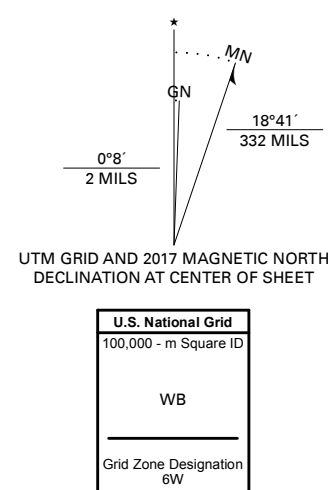 ★
MN
GN
18°41´
332 MILS
0°8´
2 MILS
UTM GRID AND 2017 MAGNETIC NORTH
DECLINATION AT CENTER OF SHEET
U.S. National Grid
100,000 - m Square ID
WB
Grid Zone Designation
6W